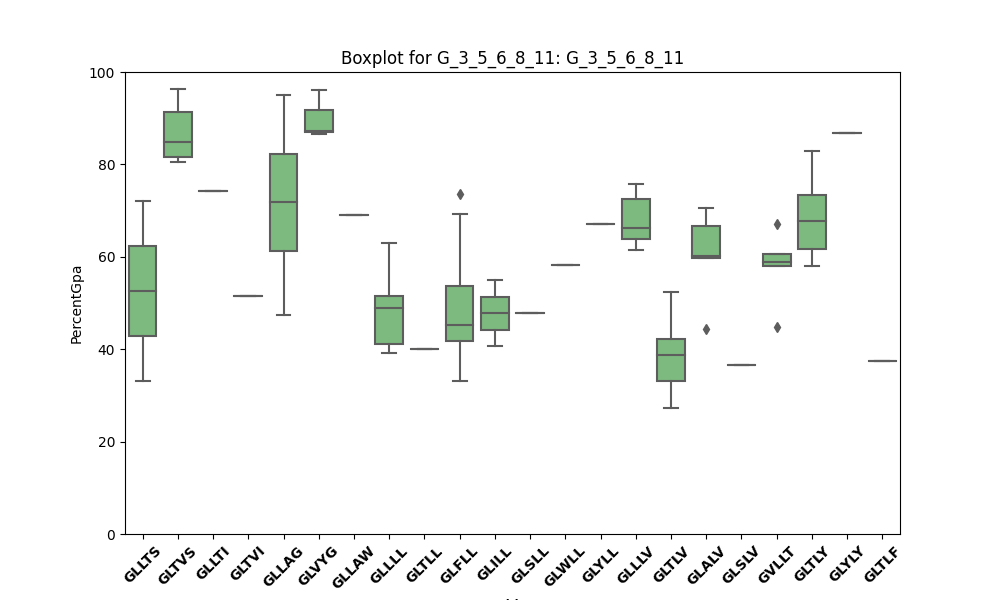 Boxplot for G_3_5_6_8_11: G_3_5_6_8_11
100
80
60
40
20
0
PercentGpa
GLLTS GLTVS GLLTI GLTVI GLLAG GLVYG GLLAW GLLLL GLTLL GLFLL GLILL GLSLL GLWLL GLYLL GLLLV GLTLV GLALV GLSLV GVLLT GLTLY GLYLY GLTLF